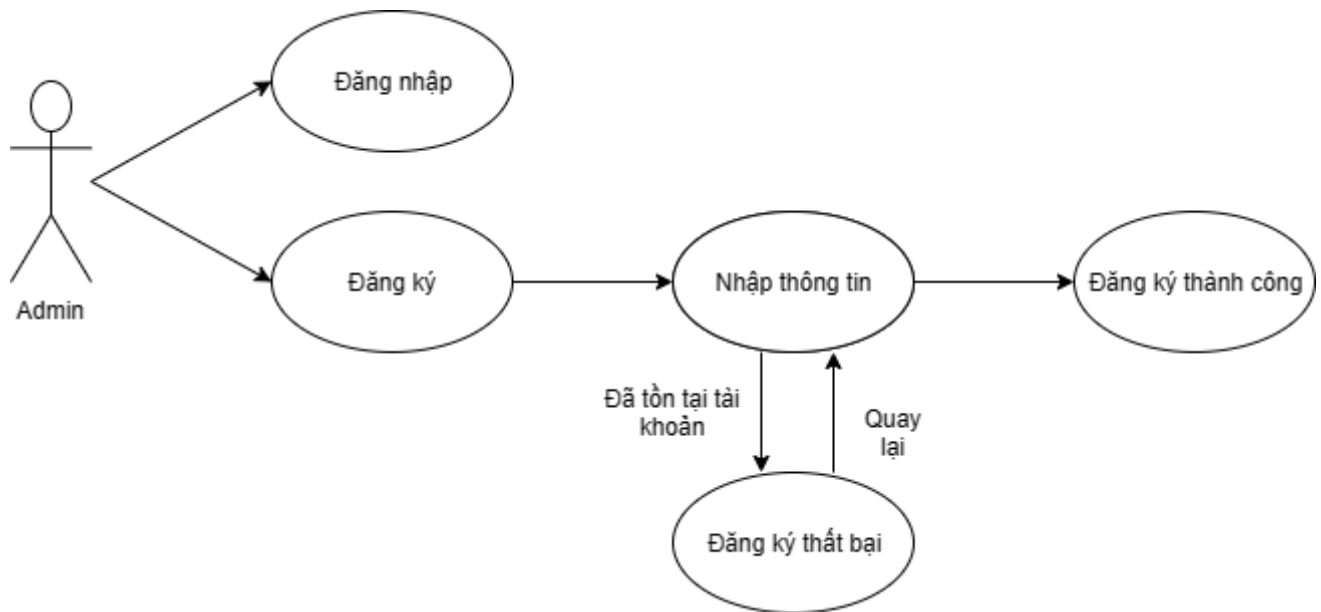 Đăng nhập
Admin
Đăng ký
Nhập thông tin
Đăng ký thành công
Đã tồn tại tài
khoản
Quay
lại
Đăng ký thất bại